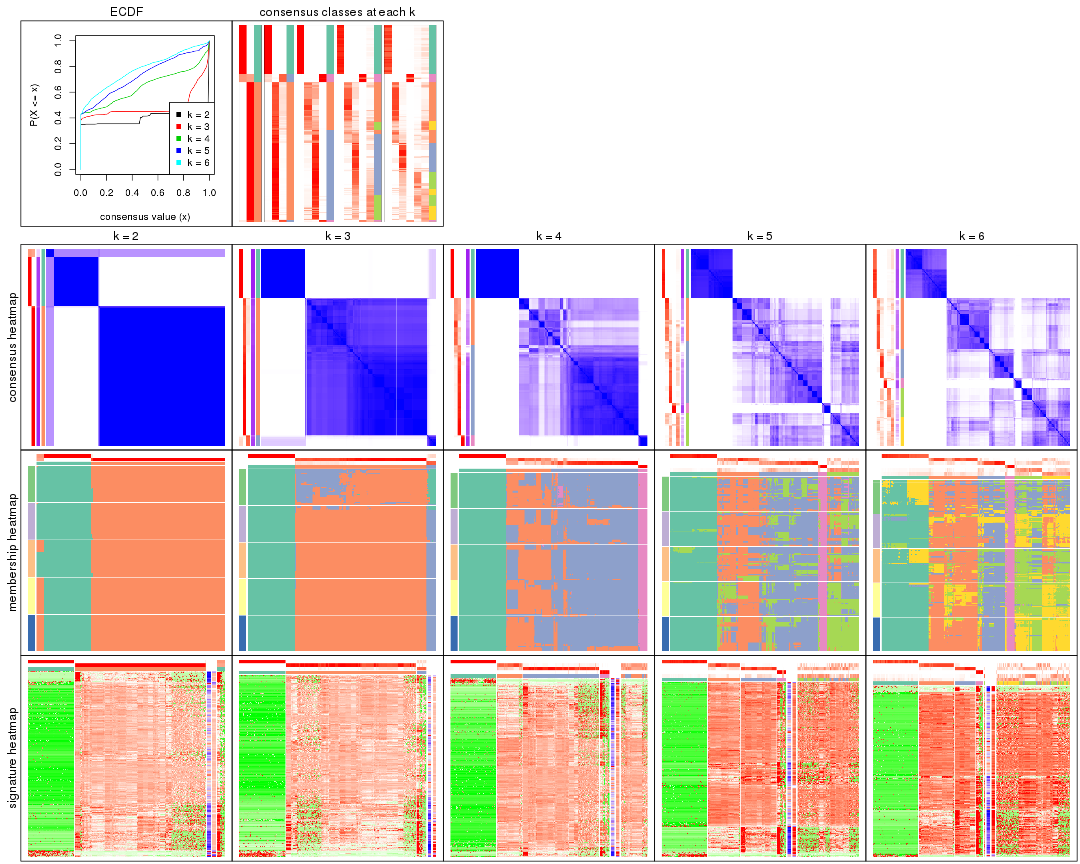 ECDF
consensus classes at each k
P(X <= x)
0.0 0.2 0.4 0.6 0.8 1.0
k = 2
k = 3
k = 4
k = 5
k = 6
0.0 0.2 0.4 0.6 0.8 1.0
consensus value (x)
k = 2
k = 3
k = 4
k = 5
k = 6
consensus heatmap
membership heatmap
signature heatmap